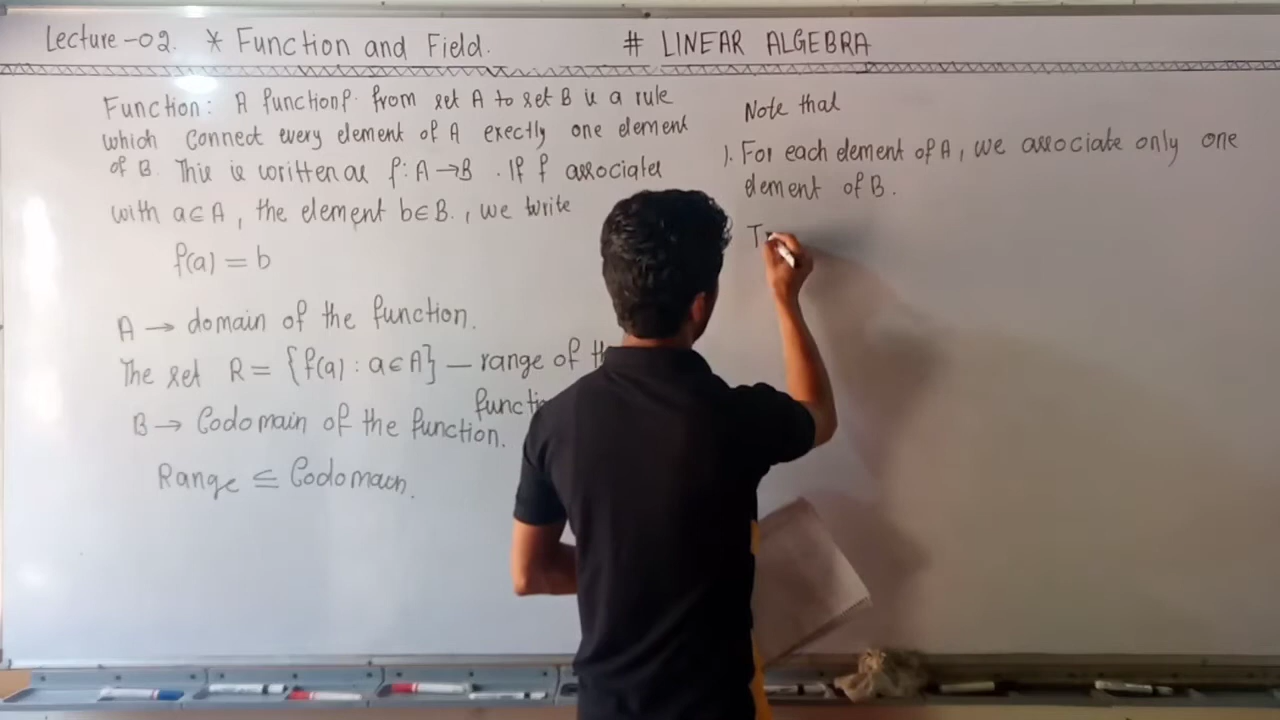 Lecture-02. * Function and Field. # LINEAR ALGEBRA
Function: A function f. from set A to set B is a rule
which connect every element of A exectly one element
of B. This is written as f: A→B. If f associates
with a∈A, the element b∈B., we write
f(a) = b
A → domain of the function.
The set R = {f(a) : a∈A} — range of th
functi
B → Codomain of the function.
Range ⊆ Codomain.
Note that
1). For each element of A, we associate only one
element of B.
T